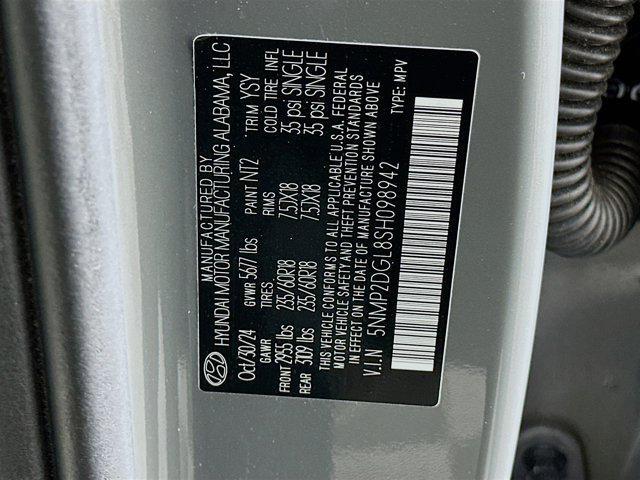 MANUFACTURED BY
HYUNDAI MOTOR MANUFACTURING ALABAMA, LLC
Oct/30/24 GVWR 5677 lbs PAINT NT2 TRIM YSY
GAWR TIRES RIMS COLD TIRE INFL
FRONT 2955 lbs 235/60R18 7.5JX18 35 psi SINGLE
REAR 3109 lbs 235/60R18 7.5JX18 35 psi SINGLE
THIS VEHICLE CONFORMS TO ALL APPLICABLE U.S.A. FEDERAL
MOTOR VEHICLE SAFETY AND THEFT PREVENTION STANDARDS
IN EFFECT ON THE DATE OF MANUFACTURE SHOWN ABOVE
V.I.N 5NMP2DGL8SH098942 TYPE: MPV